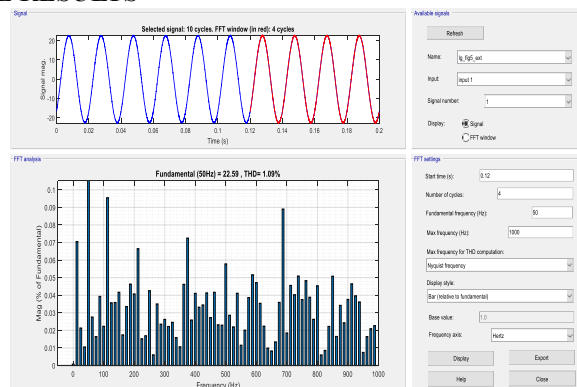 Signal
Selected signal: 10 cycles. FFT window (in red): 4 cycles
Signal mag.
20
10
0
-10
-20
0 0.02 0.04 0.06 0.08 0.1 0.12 0.14 0.16 0.18 0.2
Time (s)
FFT analysis
Fundamental (50Hz) = 22.59 , THD= 1.09%
Mag (% of Fundamental)
0.1
0.09
0.08
0.07
0.06
0.05
0.04
0.03
0.02
0.01
0
0 100 200 300 400 500 600 700 800 900 1000
Frequency (Hz)
Available signals
Refresh
Name: Ig_fig5_ext
Input: input 1
Signal number: 1
Display: Signal
FFT window
FFT settings
Start time (s): 0.12
Number of cycles: 4
Fundamental frequency (Hz): 50
Max frequency (Hz): 1000
Max frequency for THD computation:
Nyquist frequency
Display style:
Bar (relative to fundamental)
Base value: 1.0
Frequency axis: Hertz
Display Export
Help Close